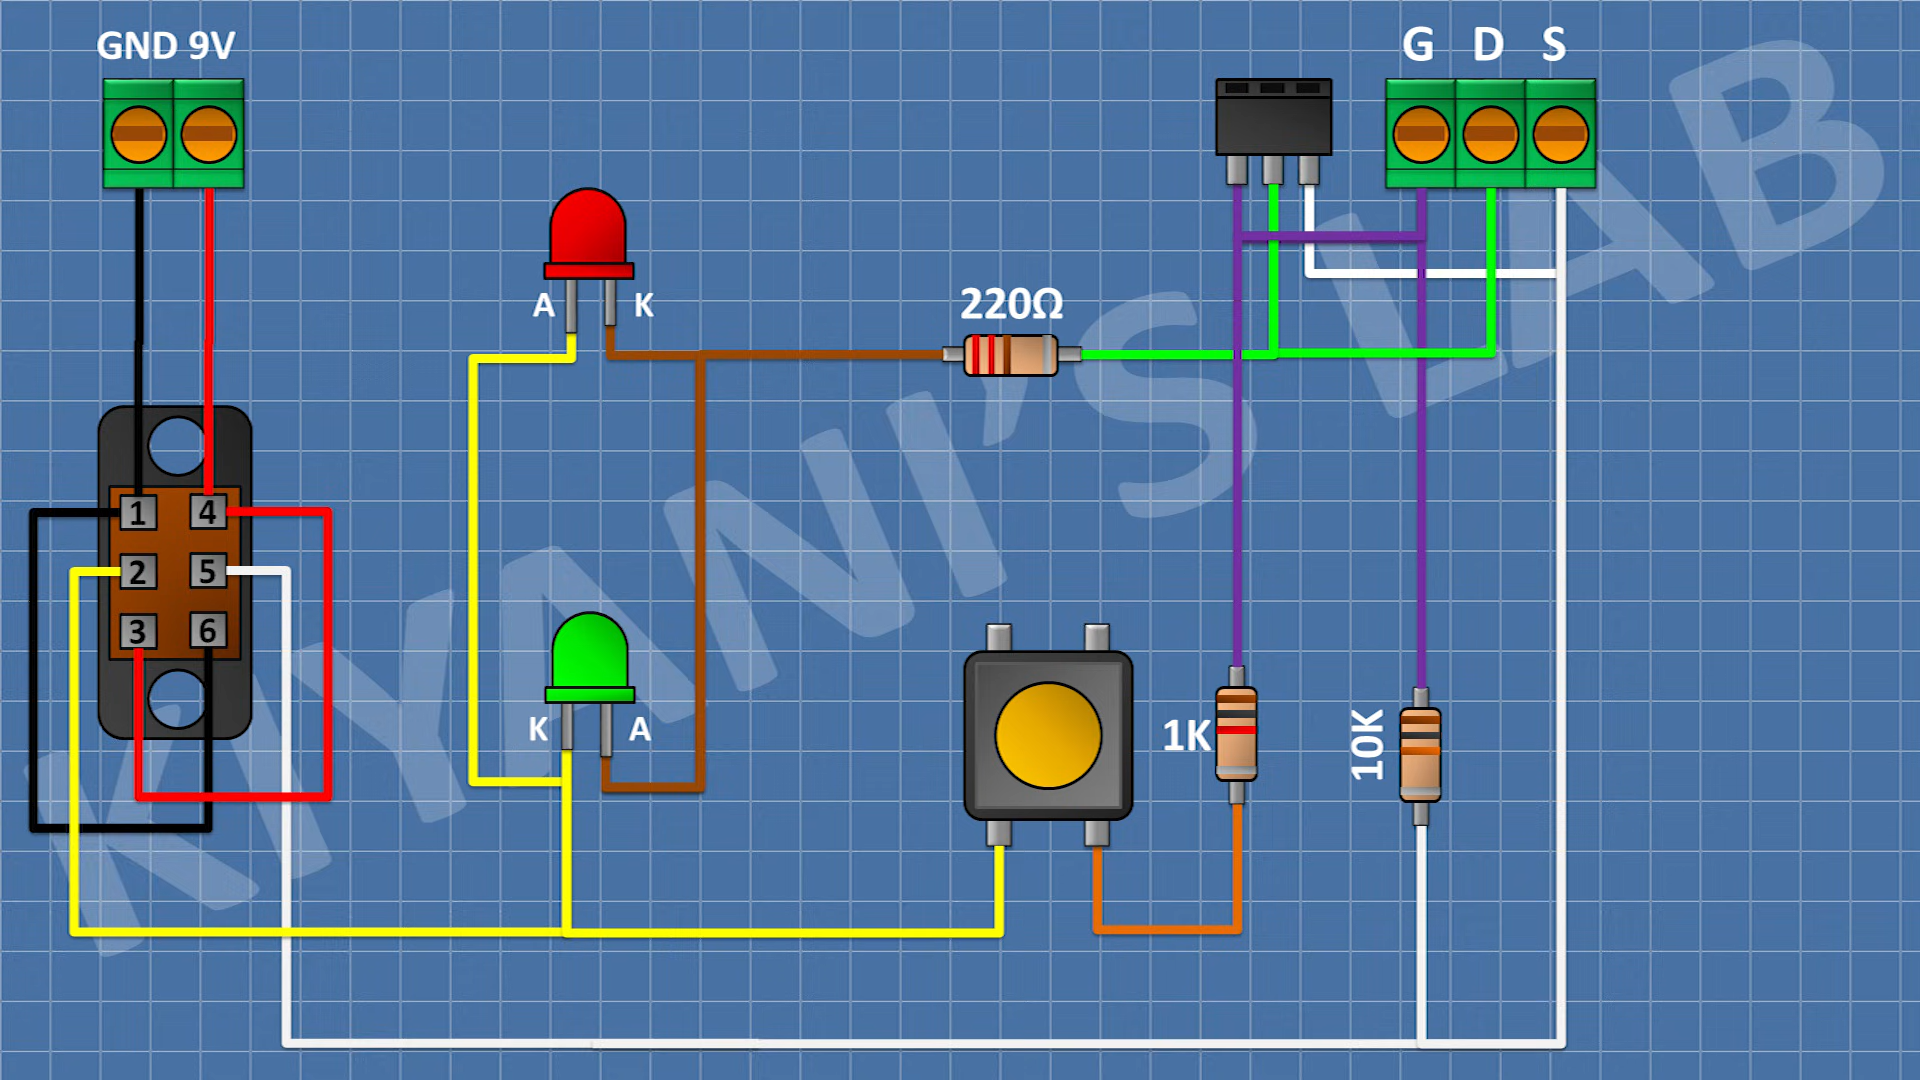 GND 9V
G D S
A K
220Ω
1 4
2 5
3 6
K A
1K
10K
KIYANI'S LAB